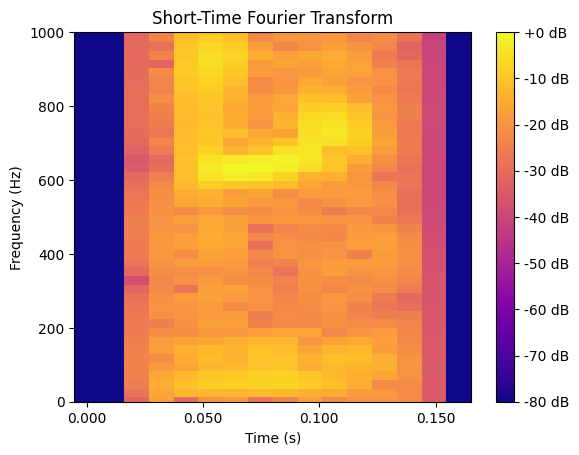 Short-Time Fourier Transform
1000
800
600
400
200
0
Frequency (Hz)
0.000
0.050
0.100
0.150
Time (s)
+0 dB
-10 dB
-20 dB
-30 dB
-40 dB
-50 dB
-60 dB
-70 dB
-80 dB